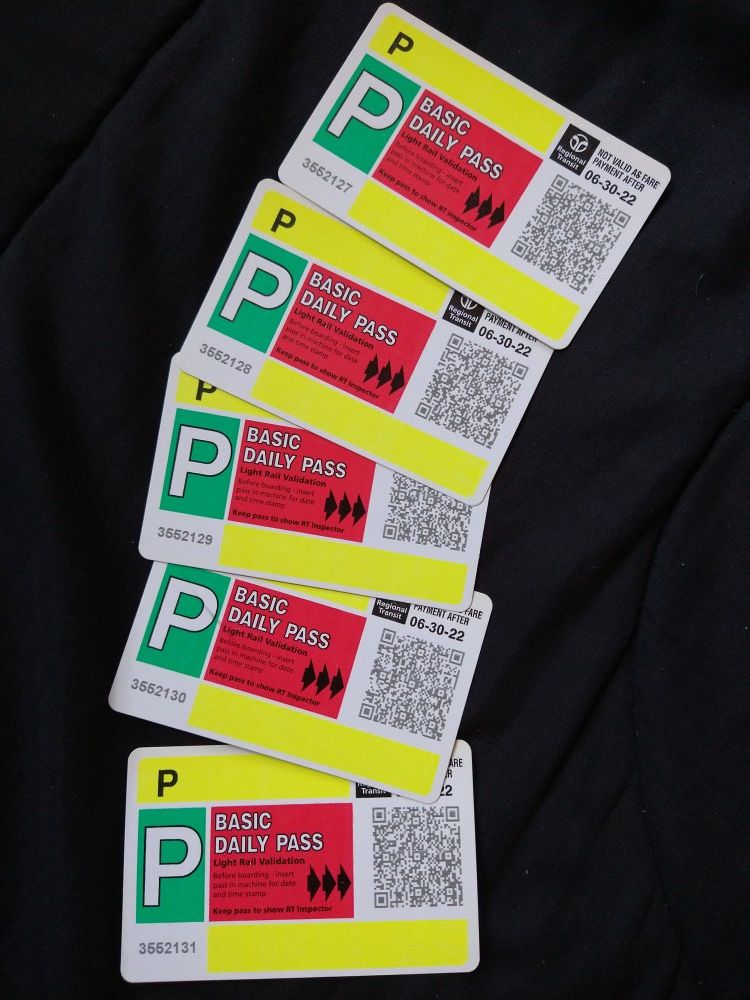 P
P
BASIC
DAILY PASS
Light Rail Validation
Before boarding - insert
pass in machine for date
and time stamp
Keep pass to show RT Inspector
3552127
Regional
Transit
NOT VALID AS FARE
PAYMENT AFTER
06-30-22
P
P
BASIC
DAILY PASS
Light Rail Validation
Before boarding - insert
pass in machine for date
and time stamp
Keep pass to show RT Inspector
3552128
Regional
Transit
PAYMENT AFTER
06-30-22
P
P
BASIC
DAILY PASS
Light Rail Validation
Before boarding - insert
pass in machine for date
and time stamp
Keep pass to show RT Inspector
3552129
P
BASIC
DAILY PASS
Light Rail Validation
Before boarding - insert
pass in machine for date
and time stamp
Keep pass to show RT Inspector
3552130
Regional
Transit
FARE
PAYMENT AFTER
06-30-22
P
P
BASIC
DAILY PASS
Light Rail Validation
Before boarding - insert
pass in machine for date
and time stamp
Keep pass to show RT Inspector
3552131
Transit
ARE
R
22